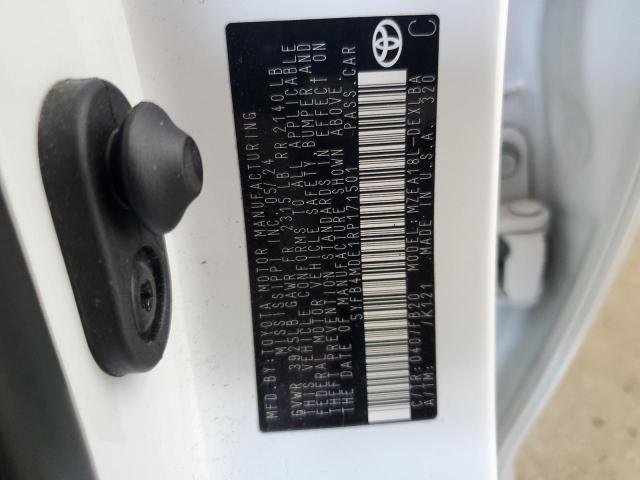 MFD. BY: TOYOTA MOTOR MANUFACTURING
MISSISSIPPI INC. 05/24
GVWR 3925LB GAWR FR 2315 LB RR 2140 LB
THIS VEHICLE CONFORMS TO ALL APPLICABLE
FEDERAL MOTOR VEHICLE SAFETY, BUMPER AND
THEFT PREVENTION STANDARDS IN EFFECT ON
THE DATE OF MANUFACTURE SHOWN ABOVE.
5YFB4MDE1RP171501 PASS. CAR
C/TR: 040/FB20 MODEL: MZEA18L-DEXLBA
A/TM: /K121 MADE IN U.S.A. 320
C